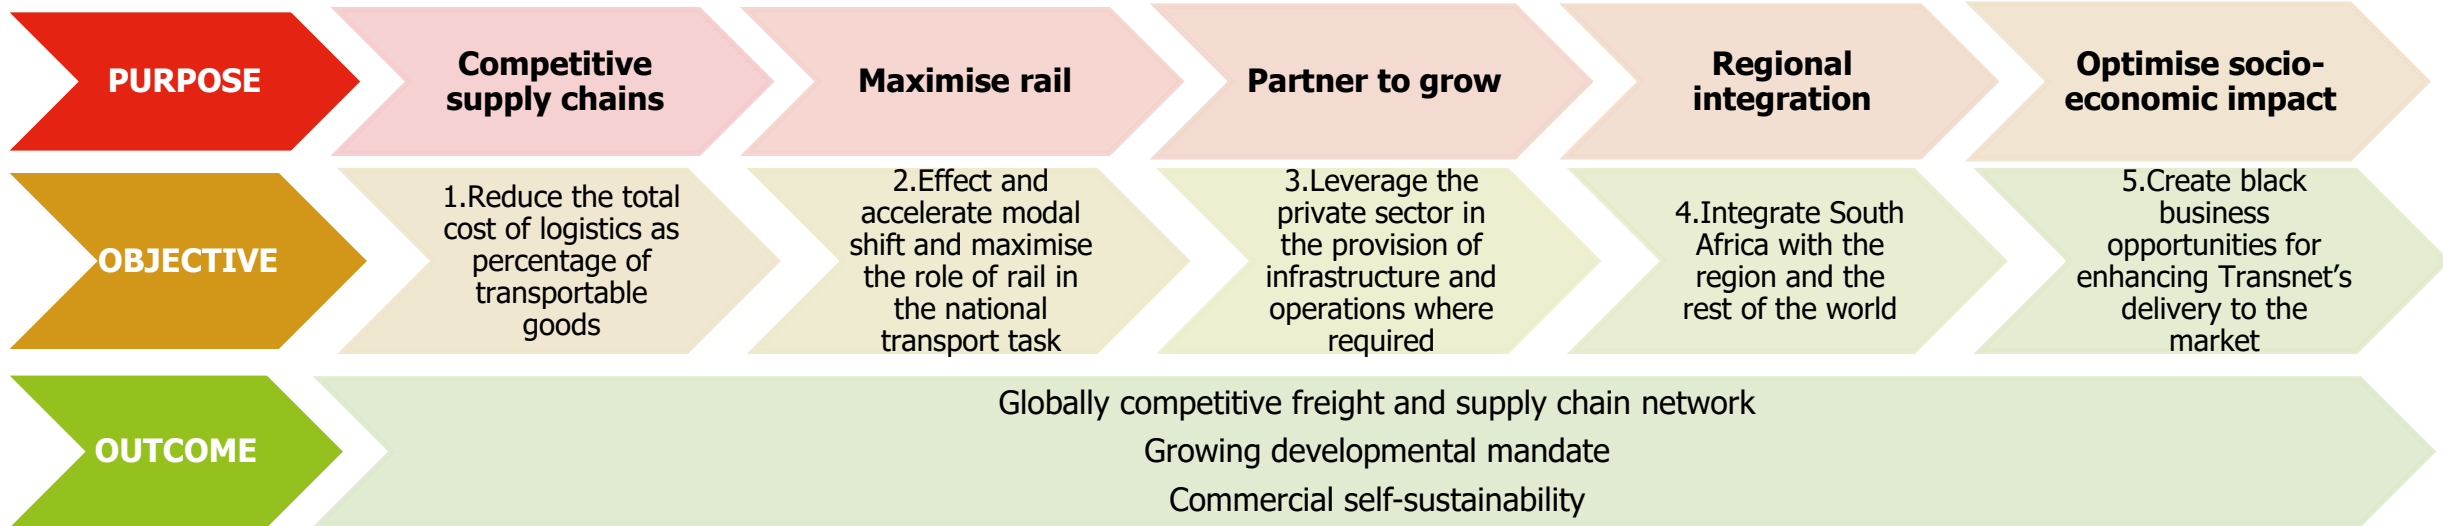 PURPOSE
Competitive
supply chains
Maximise rail
Partner to grow
Regional
integration
Optimise socio-
economic impact
OBJECTIVE
1.Reduce the total
cost of logistics as
percentage of
transportable
goods
2.Effect and
accelerate modal
shift and maximise
the role of rail in
the national
transport task
3.Leverage the
private sector in
the provision of
infrastructure and
operations where
required
4.Integrate South
Africa with the
region and the
rest of the world
5.Create black
business
opportunities for
enhancing Transnet’s
delivery to the
market
OUTCOME
Globally competitive freight and supply chain network
Growing developmental mandate
Commercial self-sustainability